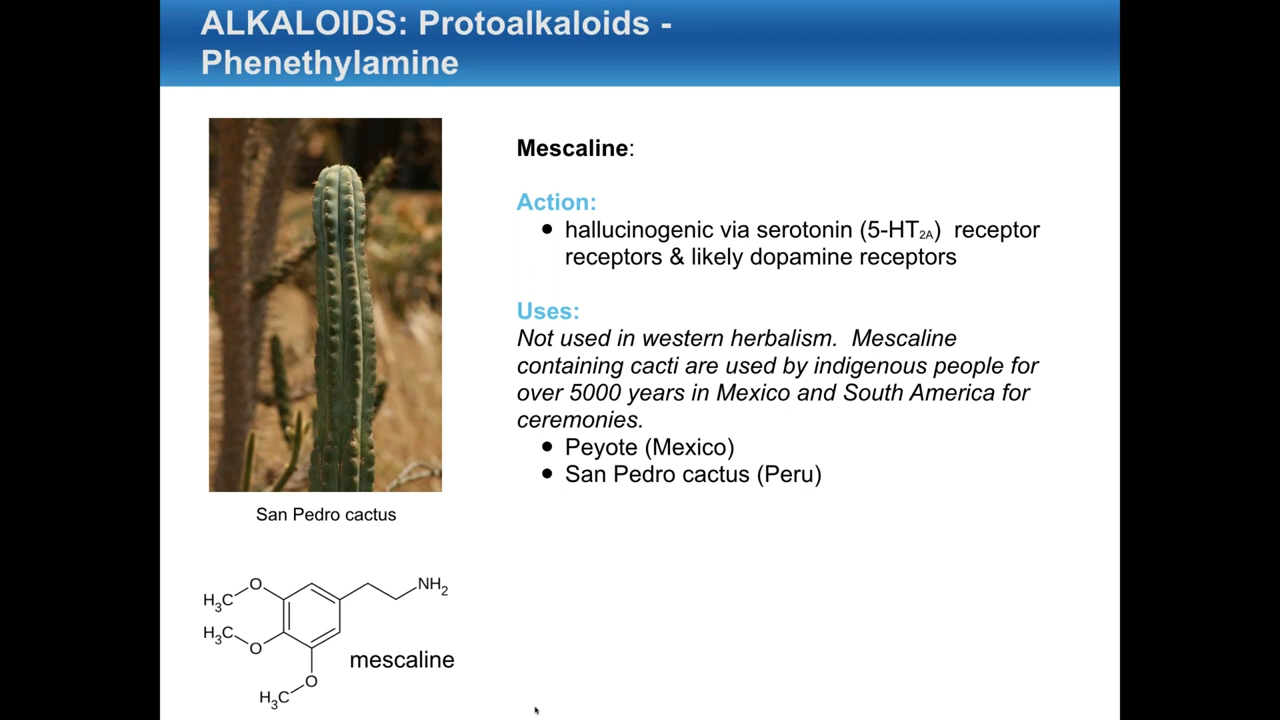 ALKALOIDS: Protoalkaloids -
Phenethylamine
Mescaline:
Action:
● hallucinogenic via serotonin (5-HT2A)  receptor
receptors & likely dopamine receptors
Uses:
Not used in western herbalism.  Mescaline
containing cacti are used by indigenous people for
over 5000 years in Mexico and South America for
ceremonies.
● Peyote (Mexico)
● San Pedro cactus (Peru)
San Pedro cactus
O
NH2
H3C
H3C
O
mescaline
O
H3C